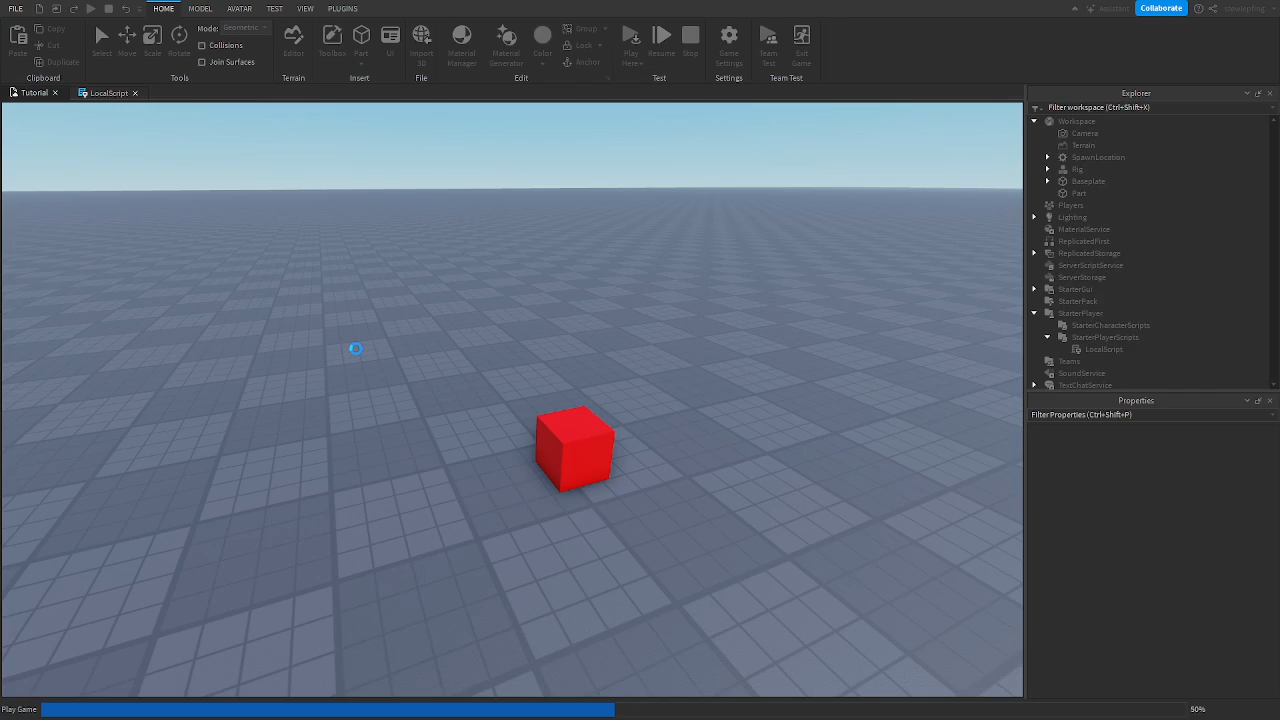 FILE HOME MODEL AVATAR TEST VIEW PLUGINS Assistant Collaborate stewiepfing
Paste Copy Cut Duplicate Clipboard
Select Move Scale Rotate Mode: Geometric Collisions Join Surfaces Tools
Editor Terrain
Toolbox Part UI Insert
Import 3D File
Material Manager Material Generator Color Group Lock Anchor Edit
Play Here Resume Stop Test
Game Settings Settings
Team Test Exit Game Team Test
Tutorial LocalScript
Explorer
Filter workspace (Ctrl+Shift+X)
Workspace
Camera
Terrain
SpawnLocation
Rig
Baseplate
Part
Players
Lighting
MaterialService
ReplicatedFirst
ReplicatedStorage
ServerScriptService
ServerStorage
StarterGui
StarterPack
StarterPlayer
StarterCharacterScripts
StarterPlayerScripts
LocalScript
Teams
SoundService
TextChatService
Properties
Filter Properties (Ctrl+Shift+P)
Play Game 50%